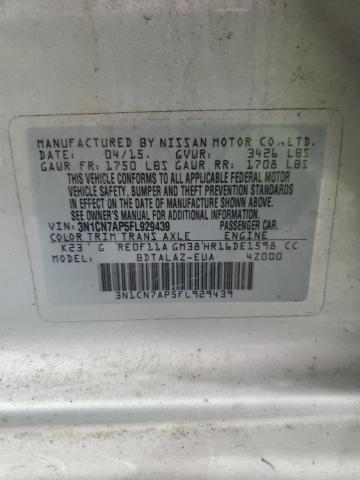 MANUFACTURED BY NISSAN MOTOR CO.,LTD.
DATE: 04/15. GVWR: 3426 LBS
GAWR FR: 1750 LBS GAWR RR: 1708 LBS
THIS VEHICLE CONFORMS TO ALL APPLICABLE FEDERAL MOTOR
VEHICLE SAFETY, BUMPER AND THEFT PREVENTION STANDARDS
IN EFFECT ON THE DATE OF MANUFACTURE SHOWN ABOVE.
SEE OWNER'S MANUAL FOR ADDITIONAL INFORMATION.
VIN: 3N1CN7AP5FL929439 PASSENGER CAR.
COLOR TRIM TRANS AXLE ENGINE
K23 G RE0F11A GM38 HR16DE1598 CC
MODEL BDTALAZ-EUA 4Z000
3N1CN7AP5FL929439